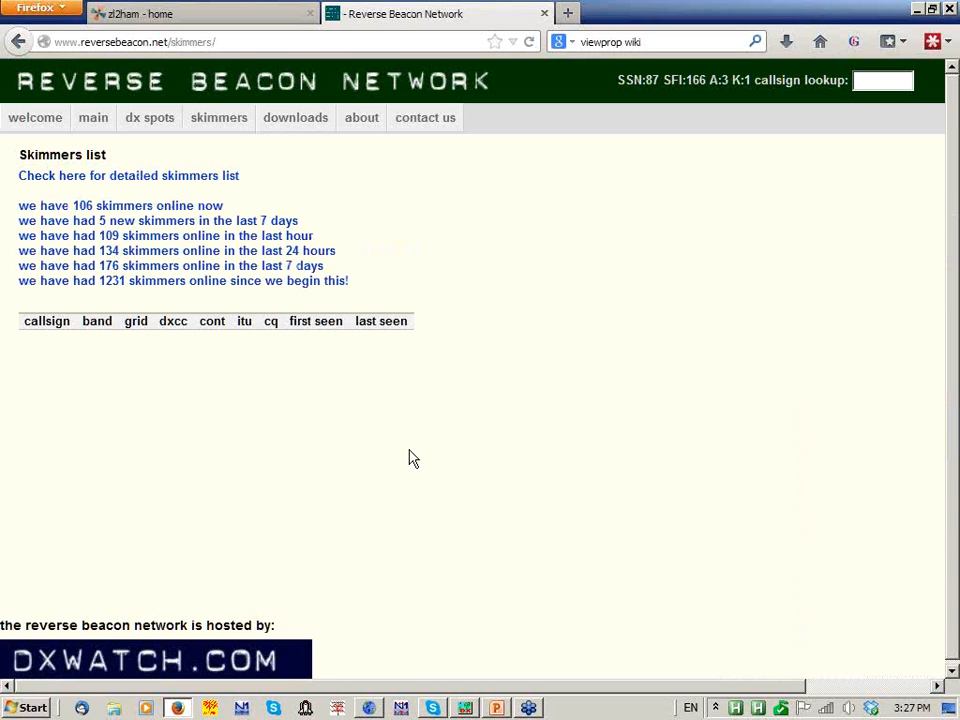 Firefox
zl2ham - home
- Reverse Beacon Network
www.reversebeacon.net/skimmers/
viewprop wiki
REVERSE BEACON NETWORK
SSN:87 SFI:166 A:3 K:1 callsign lookup:
welcome main dx spots skimmers downloads about contact us
Skimmers list
Check here for detailed skimmers list
we have 106 skimmers online now
we have had 5 new skimmers in the last 7 days
we have had 109 skimmers online in the last hour
we have had 134 skimmers online in the last 24 hours
we have had 176 skimmers online in the last 7 days
we have had 1231 skimmers online since we begin this!
callsign band grid dxcc cont itu cq first seen last seen
the reverse beacon network is hosted by:
DXWATCH.COM
Start
EN
3:27 PM